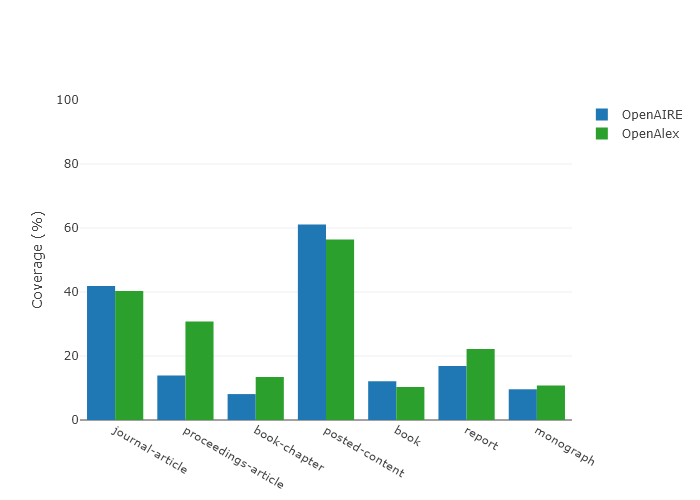 100
80
60
40
20
0
Coverage (%)
OpenAIRE
OpenAlex
journal-article
proceedings-article
book-chapter
posted-content
book
report
monograph